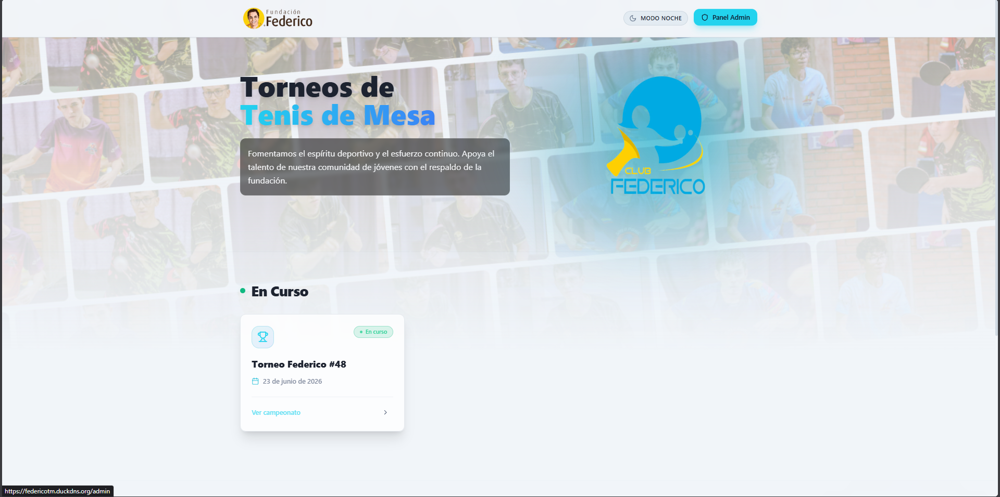 Fundación
Federico
MODO NOCHE
Panel Admin
Torneos de
Tenis de Mesa
Fomentamos el espíritu deportivo y el esfuerzo continuo. Apoya el
talento de nuestra comunidad de jóvenes con el respaldo de la
fundación.
CLUB
FEDERICO
En Curso
En curso
Torneo Federico #48
23 de junio de 2026
Ver campeonato
https://federicotm.duckdns.org/admin